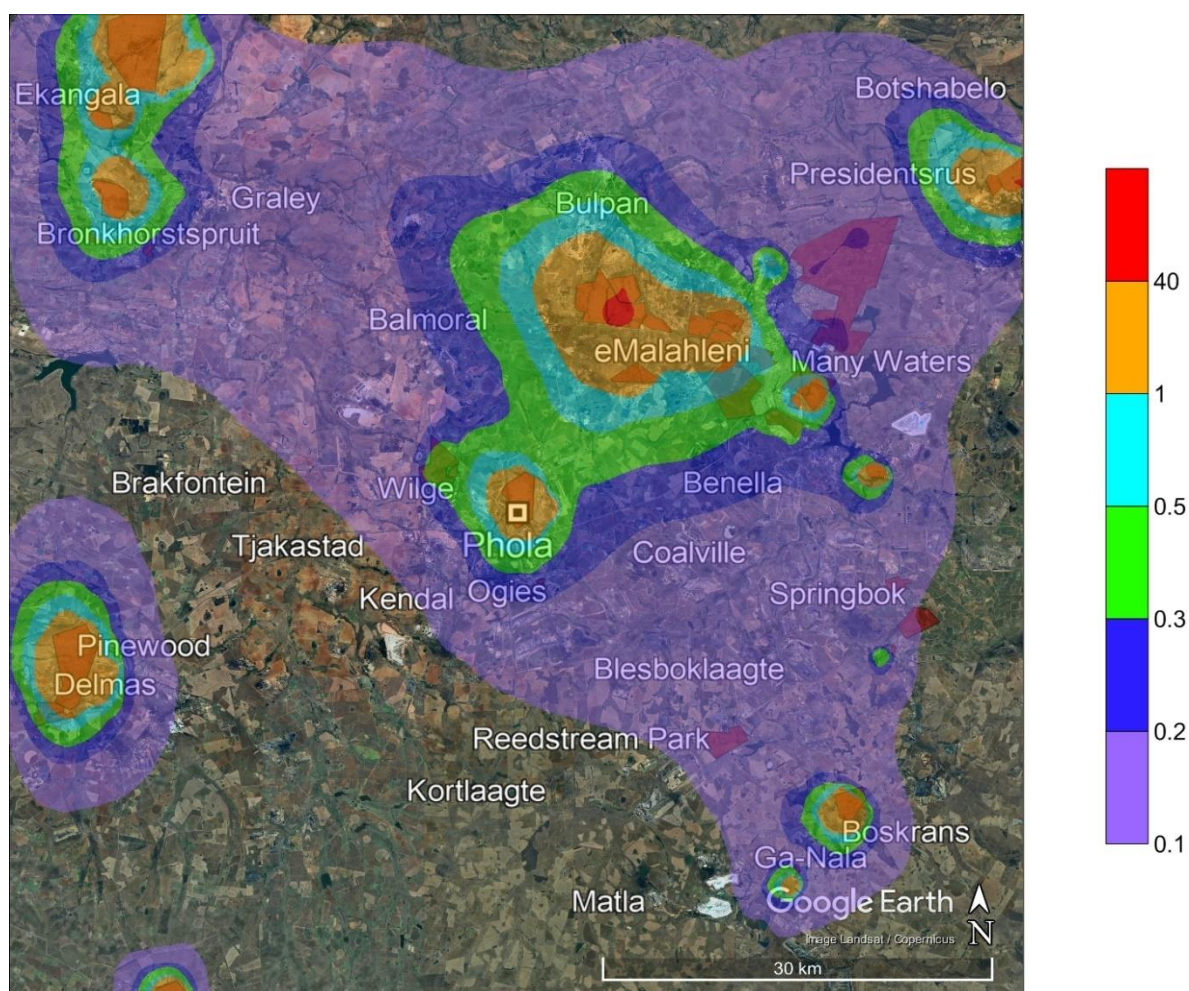 Botshabelo
Ekangala
Presidentsrus
Graley
Bulpan
Bronkhorstspruit
Balmoral
eMalahleni
Many Waters
Brakfontein
Wilge
Benella
Tjakastad
Phola
Coalville
Kendal
Ogies
Springbok
Pinewood
Blesboklaagte
Delmas
Reedstream Park
Kortlaagte
Boskrans
Ga-Nala
Matla
Google Earth
N
Image Landsat / Copernicus
30 km
40
1
0.5
0.3
0.2
0.1